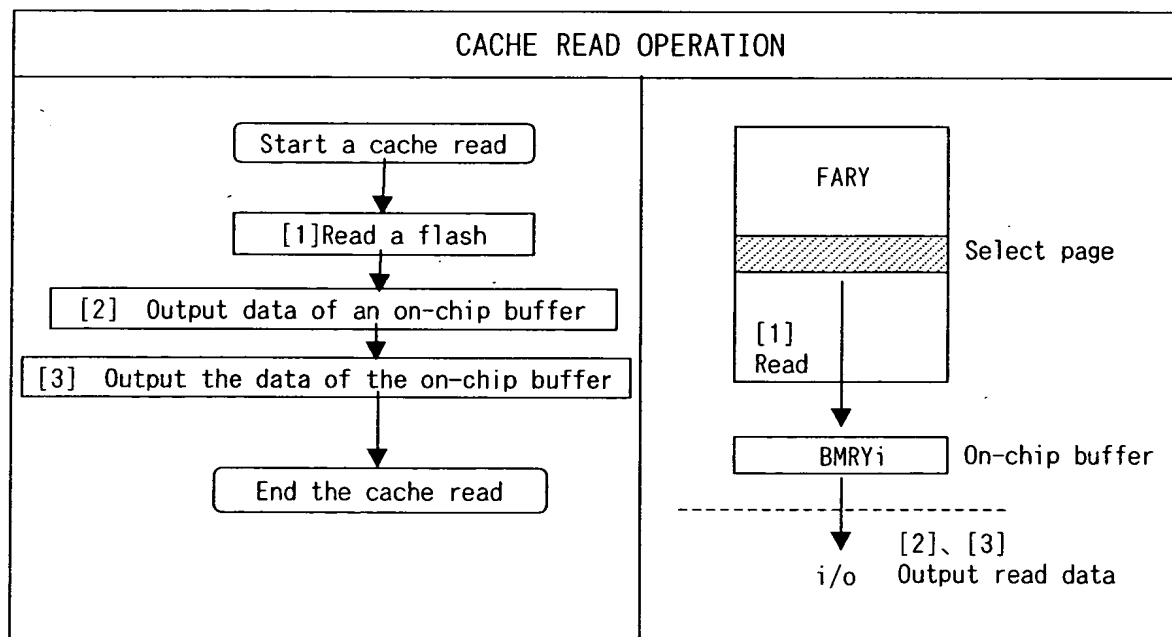 CACHE READ OPERATION
Start a cache read
[1]Read a flash
[2] Output data of an on-chip buffer
[3] Output the data of the on-chip buffer
End the cache read
FARY
Select page
[1]
Read
BMRYi
On-chip buffer
[2]、[3]
i/o Output read data